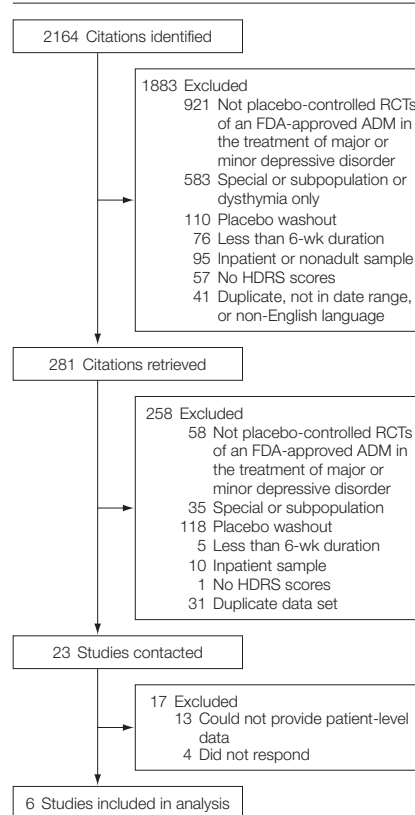 2164 Citations identified
1883 Excluded
921 Not placebo-controlled RCTs
of an FDA-approved ADM in
the treatment of major or
minor depressive disorder
583 Special or subpopulation or
dysthymia only
110 Placebo washout
76 Less than 6-wk duration
95 Inpatient or nonadult sample
57 No HDRS scores
41 Duplicate, not in date range,
or non-English language
281 Citations retrieved
258 Excluded
58 Not placebo-controlled RCTs
of an FDA-approved ADM in
the treatment of major or
minor depressive disorder
35 Special or subpopulation
118 Placebo washout
5 Less than 6-wk duration
10 Inpatient sample
1 No HDRS scores
31 Duplicate data set
23 Studies contacted
17 Excluded
13 Could not provide patient-level
data
4 Did not respond
6 Studies included in analysis